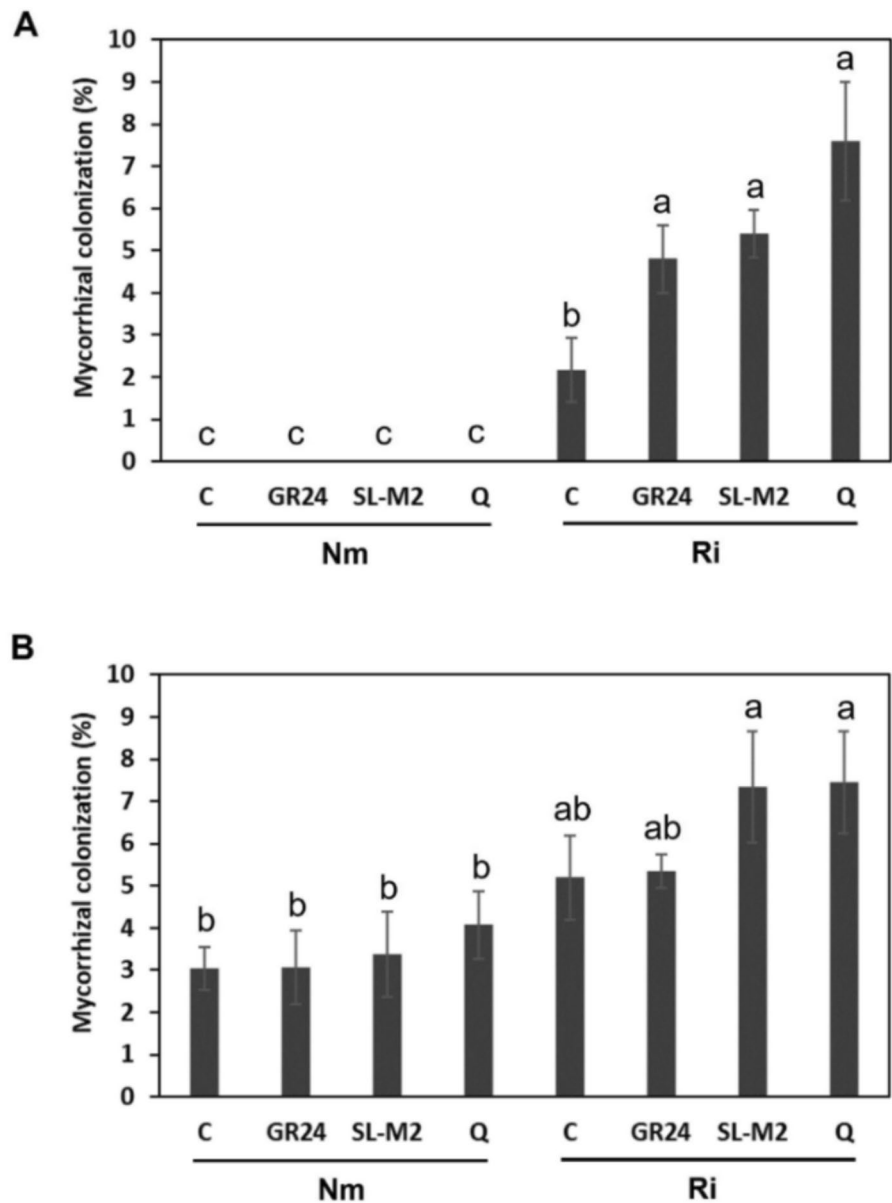 A
Mycorrhizal colonization (%)
10
9
8
7
6
5
4
3
2
1
0
c c c c b a a a
C GR24 SL-M2 Q C GR24 SL-M2 Q
Nm Ri
B
Mycorrhizal colonization (%)
10
9
8
7
6
5
4
3
2
1
0
b b b b ab ab a a
C GR24 SL-M2 Q C GR24 SL-M2 Q
Nm Ri